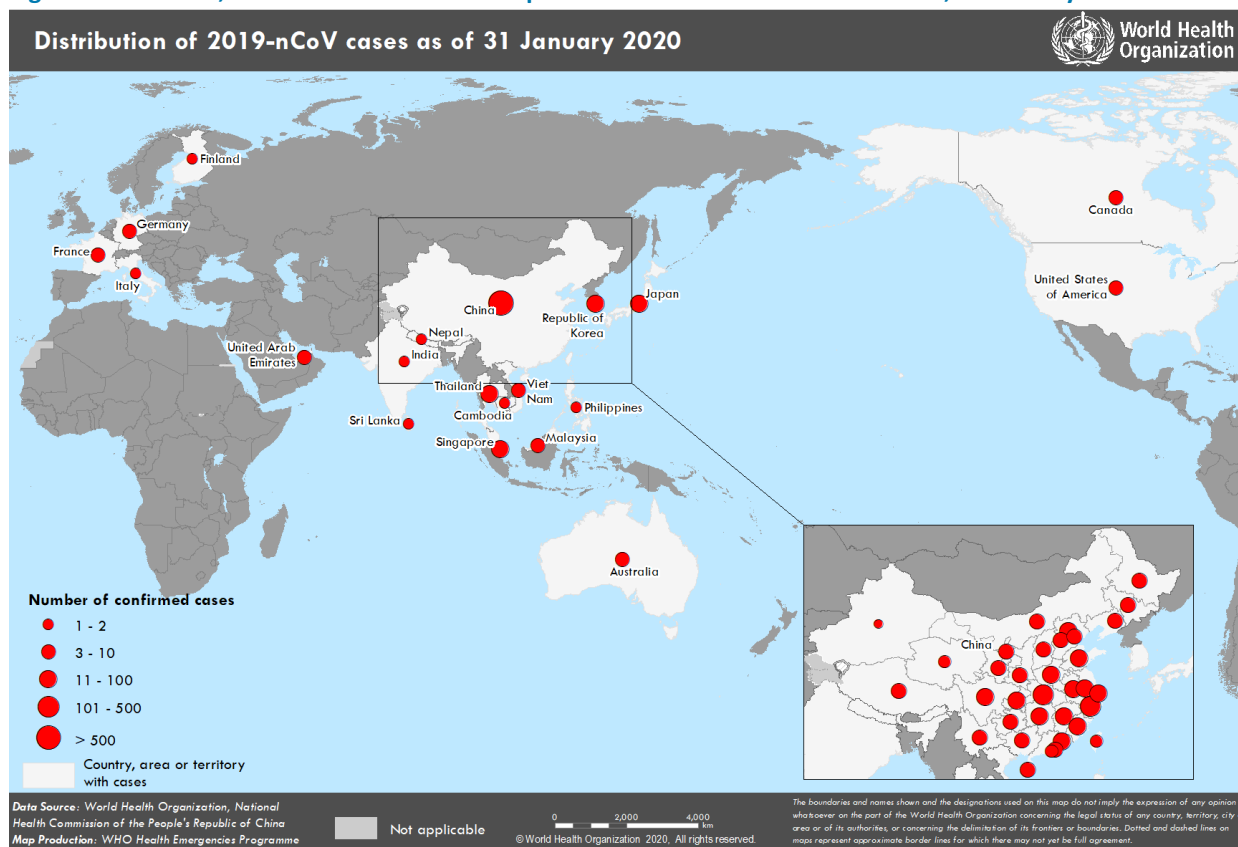 Distribution of 2019-nCoV cases as of 31 January 2020
World Health
Organization
Finland
Germany
France
Italy
Canada
United States
of America
China
Republic of
Korea
Japan
Nepal
India
United Arab
Emirates
Thailand
Viet
Nam
Cambodia
Philippines
Sri Lanka
Singapore
Malaysia
Australia
China
Number of confirmed cases
1 - 2
3 - 10
11 - 100
101 - 500
> 500
Country, area or territory
with cases
Data Source: World Health Organization, National
Health Commission of the People's Republic of China
Map Production: WHO Health Emergencies Programme
Not applicable
0 2,000 4,000
km
© World Health Organization 2020, All rights reserved.
The boundaries and names shown and the designations used on this map do not imply the expression of any opinion
whatsoever on the part of the World Health Organization concerning the legal status of any country, territory, city or
area or of its authorities, or concerning the delimitation of its frontiers or boundaries. Dotted and dashed lines on
maps represent approximate border lines for which there may not yet be full agreement.